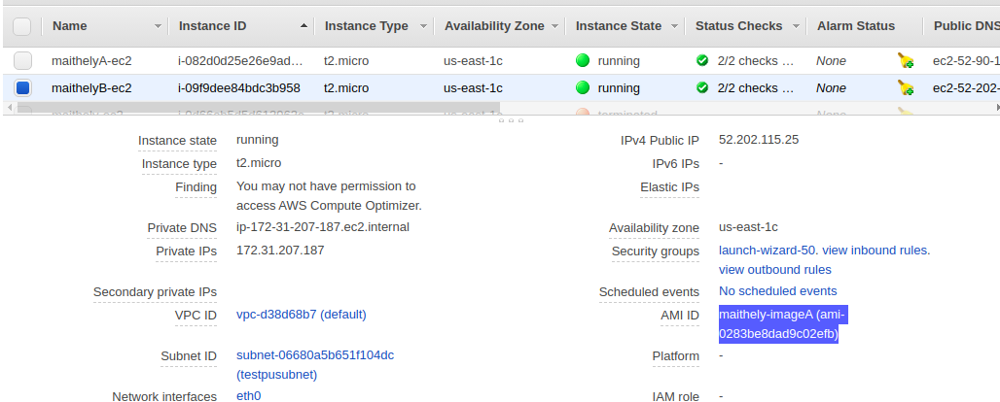 Name Instance ID Instance Type Availability Zone Instance State Status Checks Alarm Status Public DNS
maithelyA-ec2 i-082d0d25e26e9ad... t2.micro us-east-1c running 2/2 checks ... None ec2-52-90-1
maithelyB-ec2 i-09f9dee84bdc3b958 t2.micro us-east-1c running 2/2 checks ... None ec2-52-202-
t2.micro us-east-1c terminated None
Instance state running IPv4 Public IP 52.202.115.25
Instance type t2.micro IPv6 IPs -
Finding You may not have permission to Elastic IPs
access AWS Compute Optimizer.
Private DNS ip-172-31-207-187.ec2.internal Availability zone us-east-1c
Private IPs 172.31.207.187 Security groups launch-wizard-50. view inbound rules.
view outbound rules
Secondary private IPs Scheduled events No scheduled events
VPC ID vpc-d38d68b7 (default) AMI ID maithely-imageA (ami-
0283be8dad9c02efb)
Subnet ID subnet-06680a5b651f104dc Platform -
(testpusubnet)
Network interfaces eth0 IAM role -